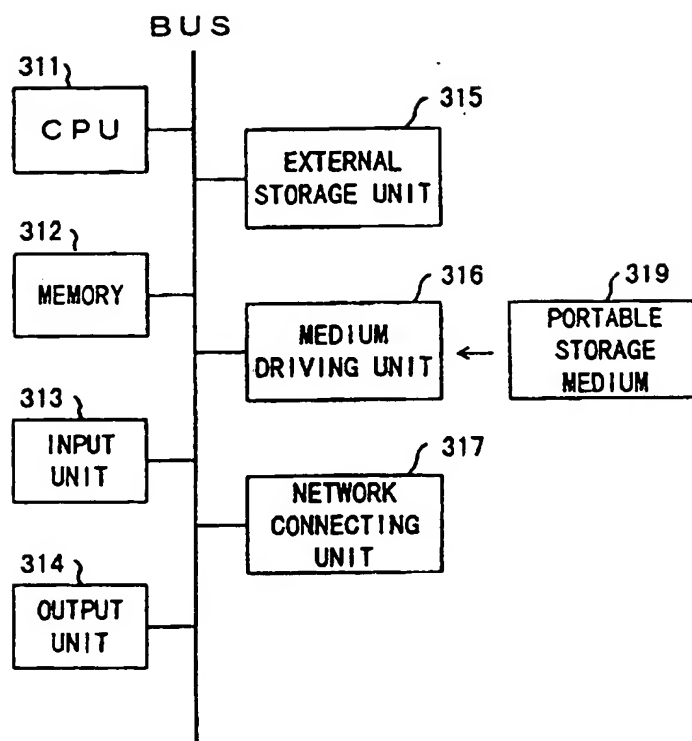 BUS
311
CPU
312
MEMORY
313
INPUT
UNIT
314
OUTPUT
UNIT
315
EXTERNAL
STORAGE UNIT
316
MEDIUM
DRIVING UNIT
317
NETWORK
CONNECTING
UNIT
319
PORTABLE
STORAGE
MEDIUM